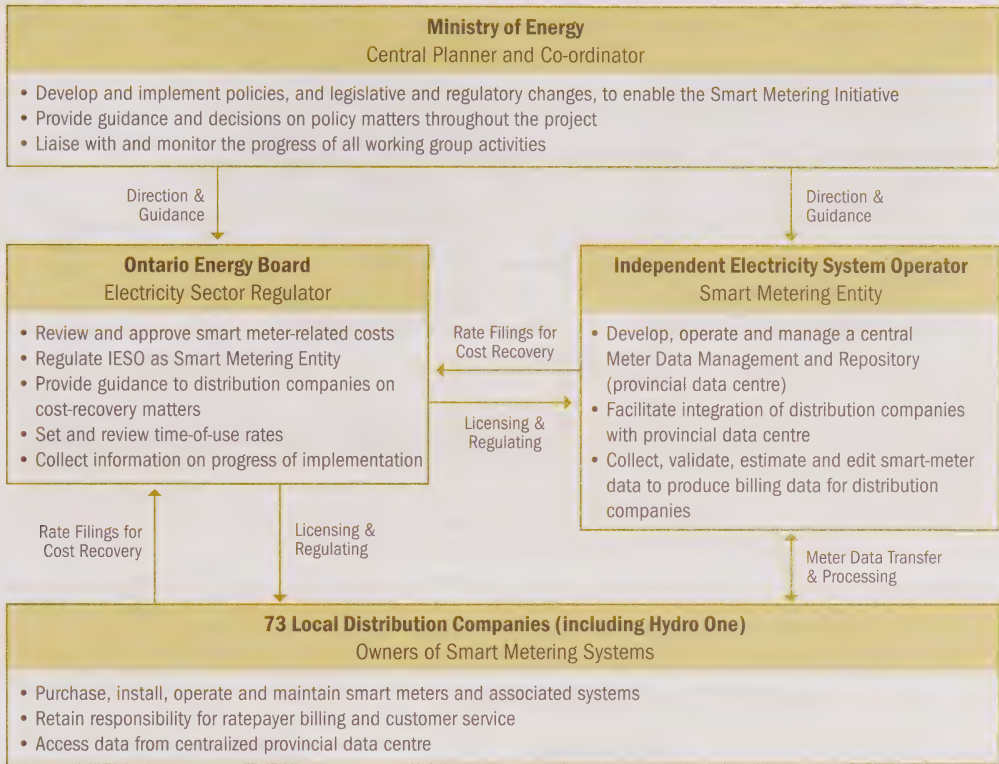 Ministry of Energy
Central Planner and Co-ordinator
• Develop and implement policies, and legislative and regulatory changes, to enable the Smart Metering Initiative
• Provide guidance and decisions on policy matters throughout the project
• Liaise with and monitor the progress of all working group activities
Direction &
Guidance
Direction &
Guidance
Ontario Energy Board
Electricity Sector Regulator
• Review and approve smart meter-related costs
• Regulate IESO as Smart Metering Entity
• Provide guidance to distribution companies on
cost-recovery matters
• Set and review time-of-use rates
• Collect information on progress of implementation
Rate Filings for
Cost Recovery
Licensing &
Regulating
Independent Electricity System Operator
Smart Metering Entity
• Develop, operate and manage a central
Meter Data Management and Repository
(provincial data centre)
• Facilitate integration of distribution companies
with provincial data centre
• Collect, validate, estimate and edit smart-meter
data to produce billing data for distribution
companies
Rate Filings for
Cost Recovery
Licensing &
Regulating
Meter Data Transfer
& Processing
73 Local Distribution Companies (including Hydro One)
Owners of Smart Metering Systems
• Purchase, install, operate and maintain smart meters and associated systems
• Retain responsibility for ratepayer billing and customer service
• Access data from centralized provincial data centre